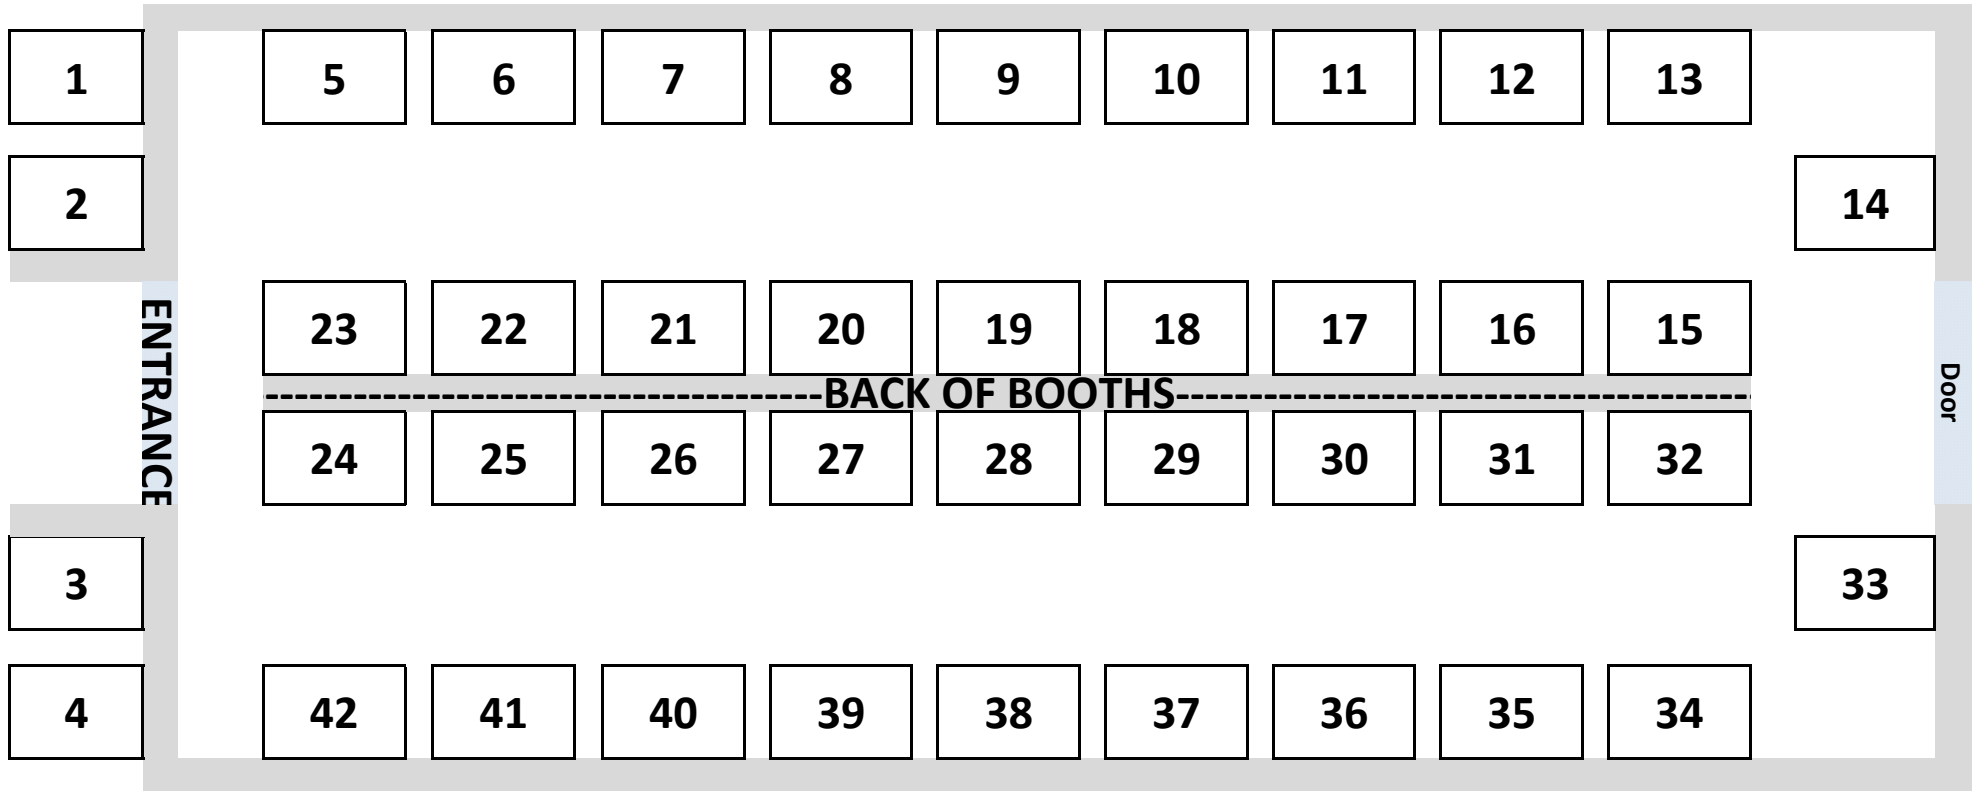 1 5 6 7 8 9 10 11 12 13
2 14
ENTRANCE
23 22 21 20 19 18 17 16 15
--------------------------------------BACK OF BOOTHS---------------------------------------
Door
24 25 26 27 28 29 30 31 32
3 33
4 42 41 40 39 38 37 36 35 34